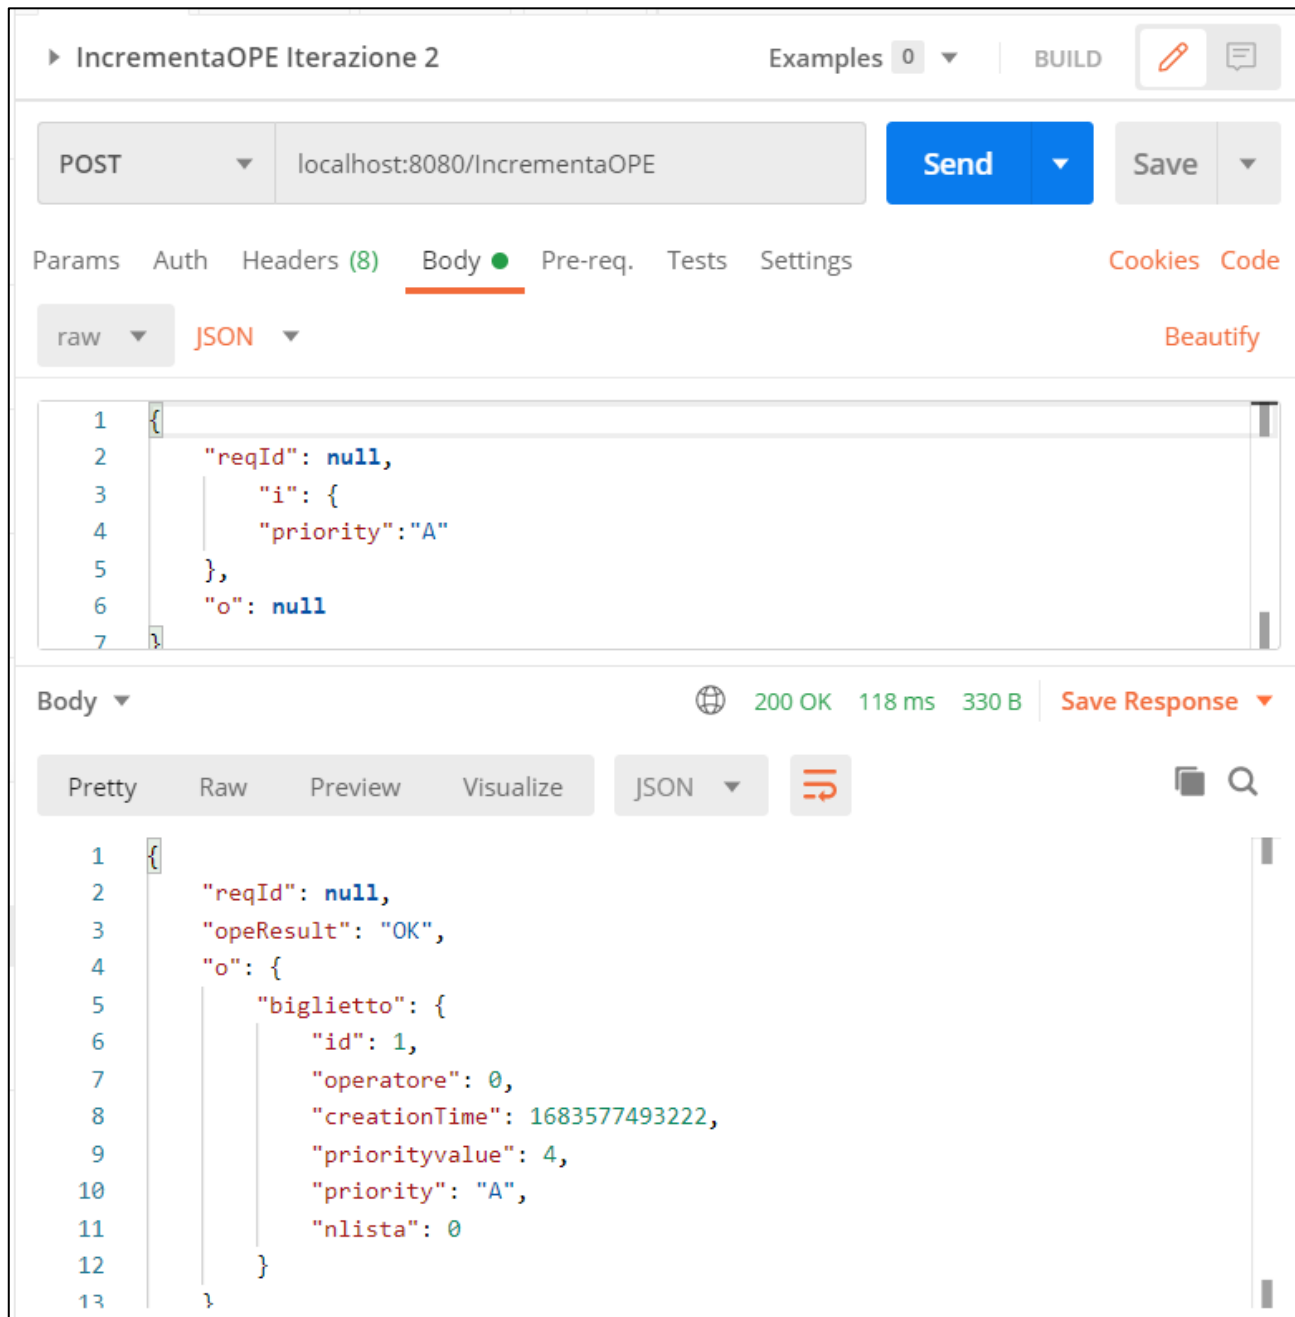 IncrementaOPE Iterazione 2 Examples 0 BUILD
POST localhost:8080/IncrementaOPE Send Save
Params Auth Headers (8) Body Pre-req. Tests Settings Cookies Code
raw JSON Beautify
1 {
2 "reqId": null,
3 "i": {
4 "priority":"A"
5 },
6 "o": null
7 }
Body 200 OK 118 ms 330 B Save Response
Pretty Raw Preview Visualize JSON
1 {
2 "reqId": null,
3 "opeResult": "OK",
4 "o": {
5 "biglietto": {
6 "id": 1,
7 "operatore": 0,
8 "creationTime": 1683577493222,
9 "priorityvalue": 4,
10 "priority": "A",
11 "nlista": 0
12 }
13 }